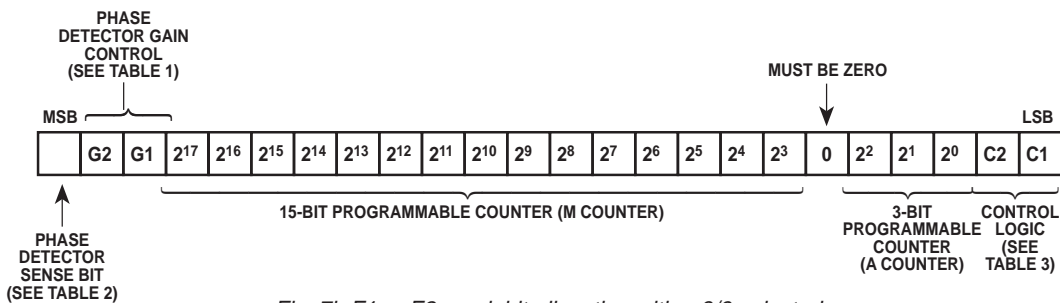 PHASE
DETECTOR GAIN
CONTROL
(SEE TABLE 1)
MUST BE ZERO
MSB
LSB
G2 G1 2¹⁷ 2¹⁶ 2¹⁵ 2¹⁴ 2¹³ 2¹² 2¹¹ 2¹⁰ 2⁹ 2⁸ 2⁷ 2⁶ 2⁵ 2⁴ 2³ 0 2² 2¹ 2⁰ C2 C1
15-BIT PROGRAMMABLE COUNTER (M COUNTER)
3-BIT
PROGRAMMABLE
COUNTER
(A COUNTER)
CONTROL
LOGIC
(SEE
TABLE 3)
PHASE
DETECTOR
SENSE BIT
(SEE TABLE 2)